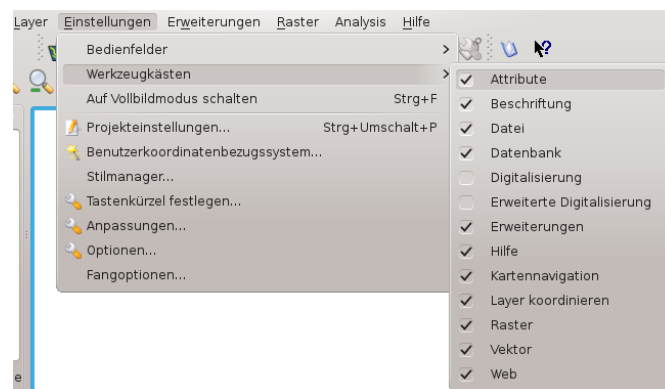 Layer Einstellungen Erweiterungen Raster Analysis Hilfe
Bedienfelder
Werkzeugkästen
Auf Vollbildmodus schalten Strg+F
Projekteinstellungen... Strg+Umschalt+P
Benutzerkoordinatenbezugssystem...
Stilmanager...
Tastenkürzel festlegen...
Anpassungen...
Optionen...
Fangoptionen...
Attribute
Beschriftung
Datei
Datenbank
Digitalisierung
Erweiterte Digitalisierung
Erweiterungen
Hilfe
Kartennavigation
Layer koordinieren
Raster
Vektor
Web
e